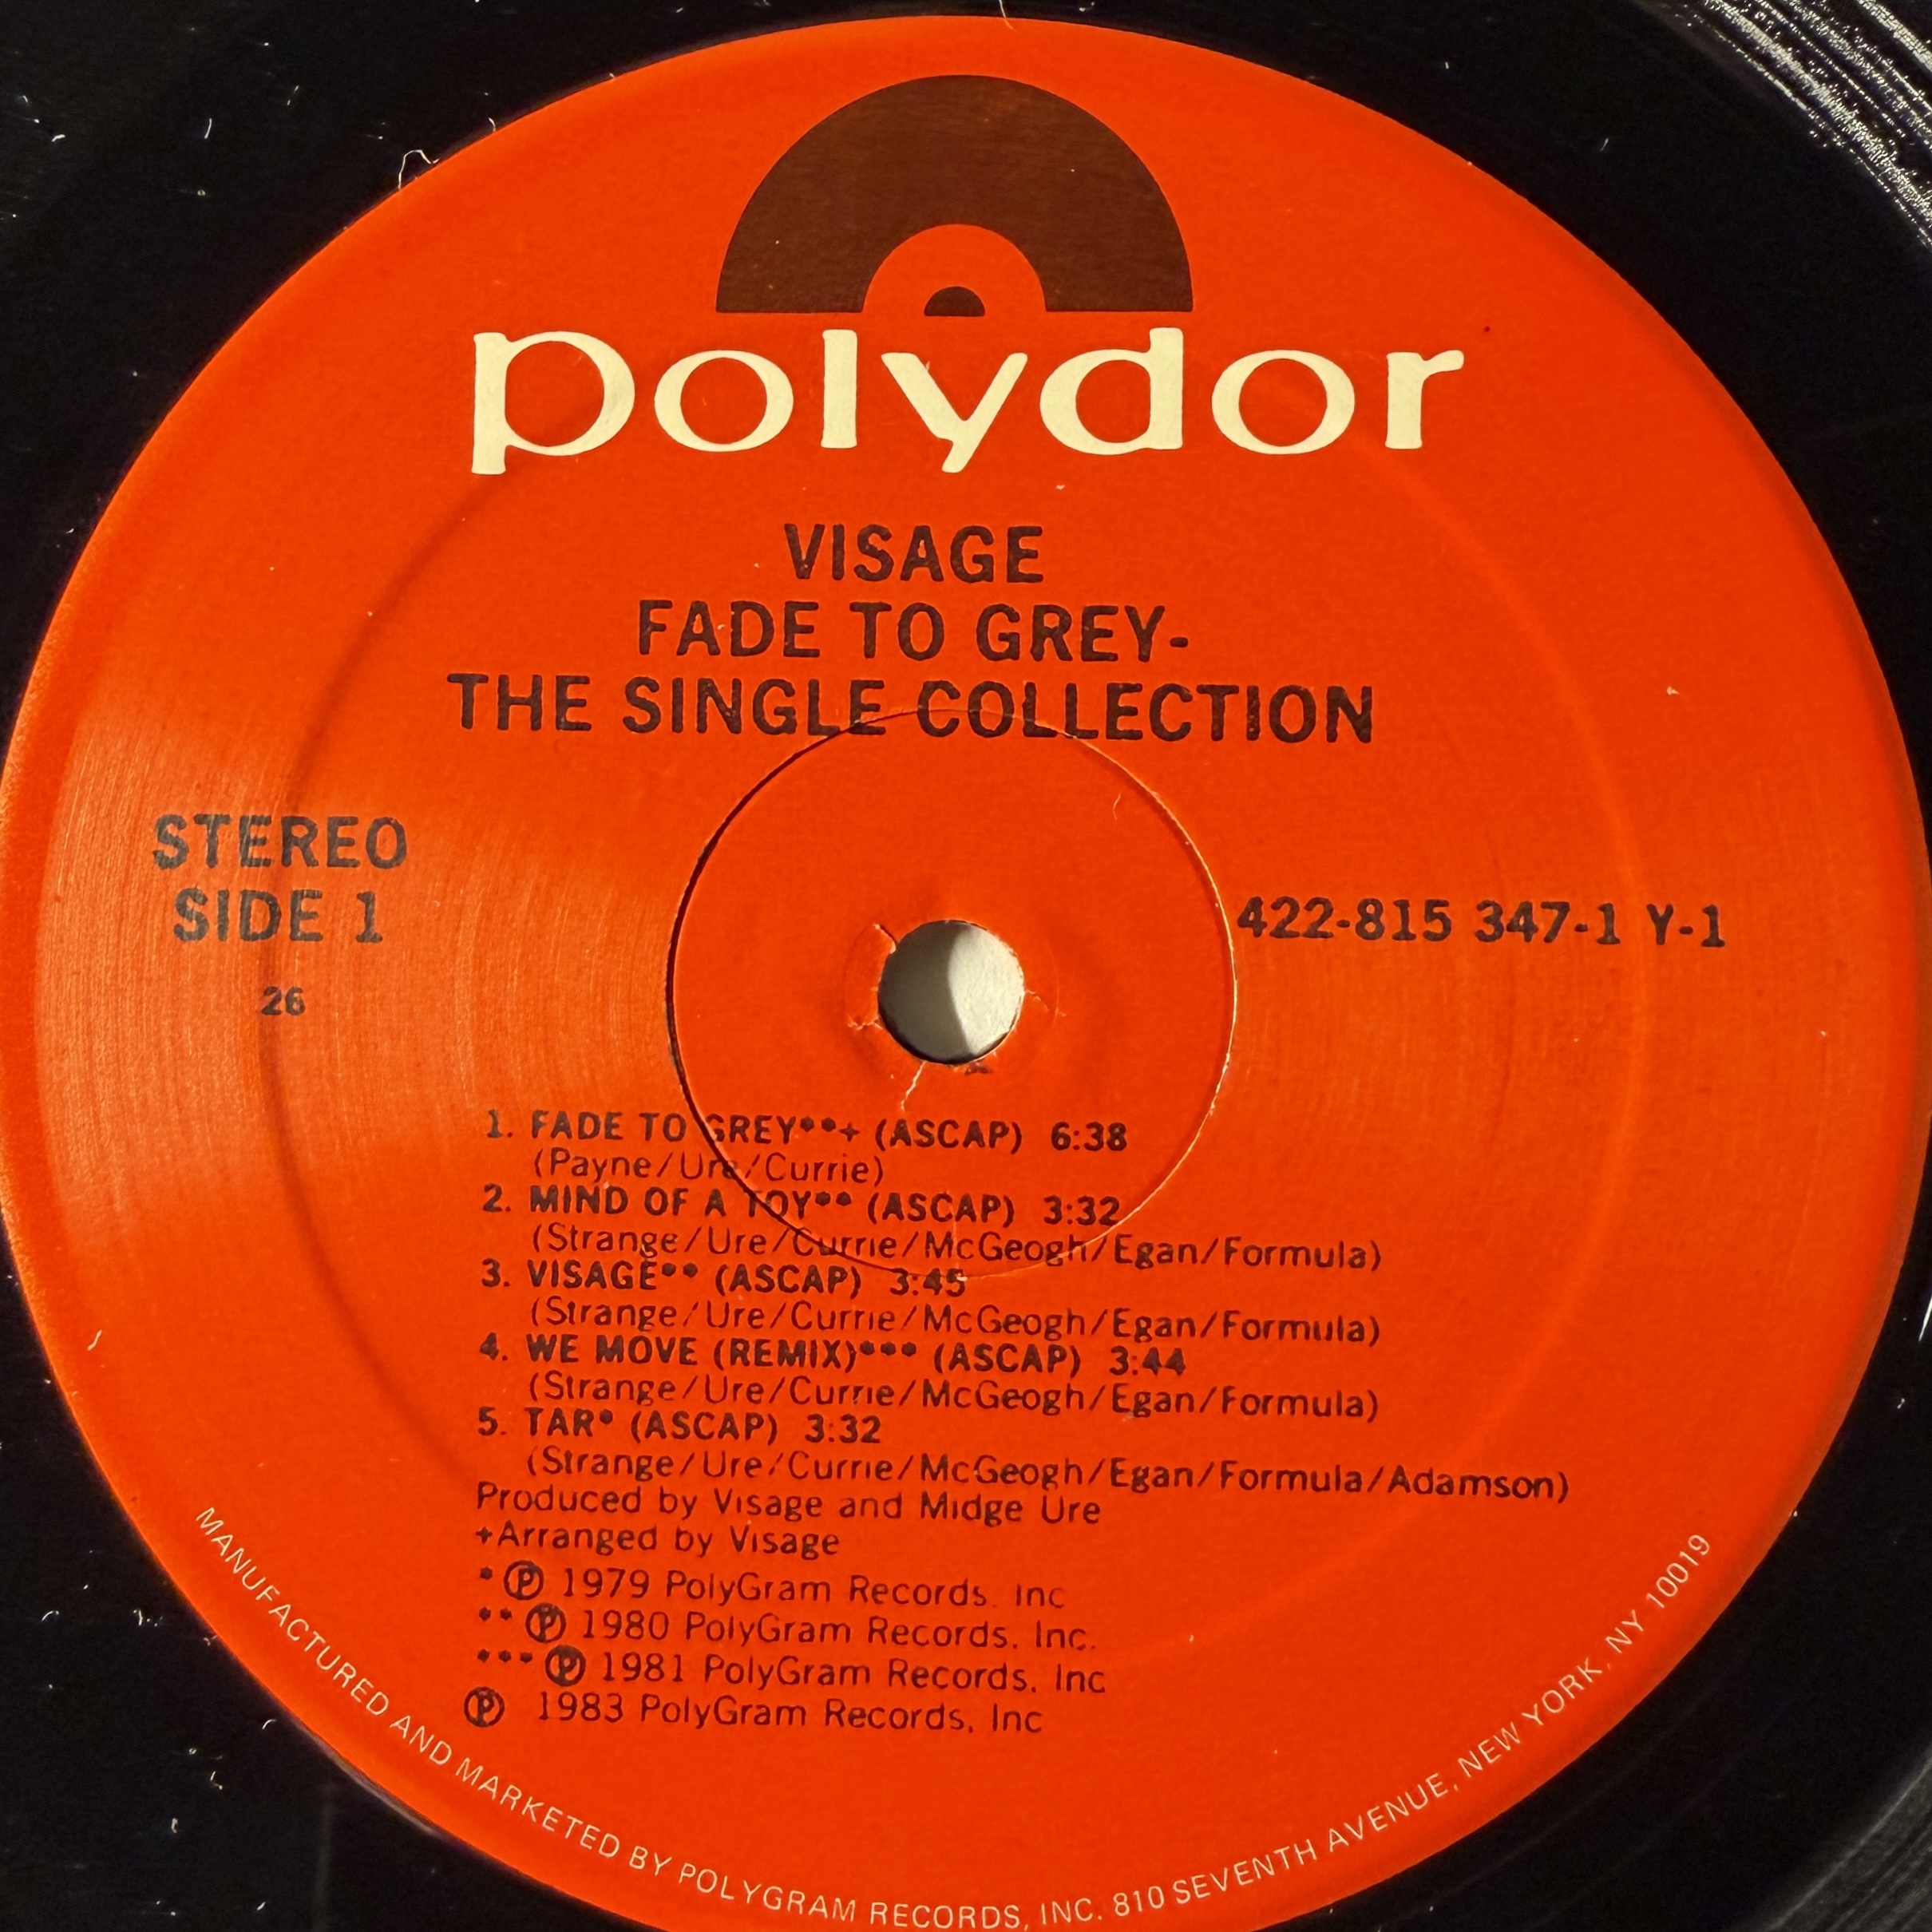 polydor
VISAGE
FADE TO GREY-
THE SINGLE COLLECTION
STEREO
SIDE 1
26
422-815 347-1 Y-1
1. FADE TO GREY**+ (ASCAP) 6:38
(Payne/Ure/Currie)
2. MIND OF A TOY** (ASCAP) 3:32
(Strange/Ure/Currie/McGeogh/Egan/Formula)
3. VISAGE** (ASCAP) 3:45
(Strange/Ure/Currie/McGeogh/Egan/Formula)
4. WE MOVE (REMIX)*** (ASCAP) 3:44
(Strange/Ure/Currie/McGeogh/Egan/Formula)
5. TAR* (ASCAP) 3:32
(Strange/Ure/Currie/McGeogh/Egan/Formula/Adamson)
Produced by Visage and Midge Ure
+Arranged by Visage
* ℗ 1979 PolyGram Records. Inc
** ℗ 1980 PolyGram Records, Inc.
*** ℗ 1981 PolyGram Records, Inc
℗ 1983 PolyGram Records, Inc
MANUFACTURED AND MARKETED BY POLYGRAM RECORDS, INC. 810 SEVENTH AVENUE, NEW YORK, NY 10019